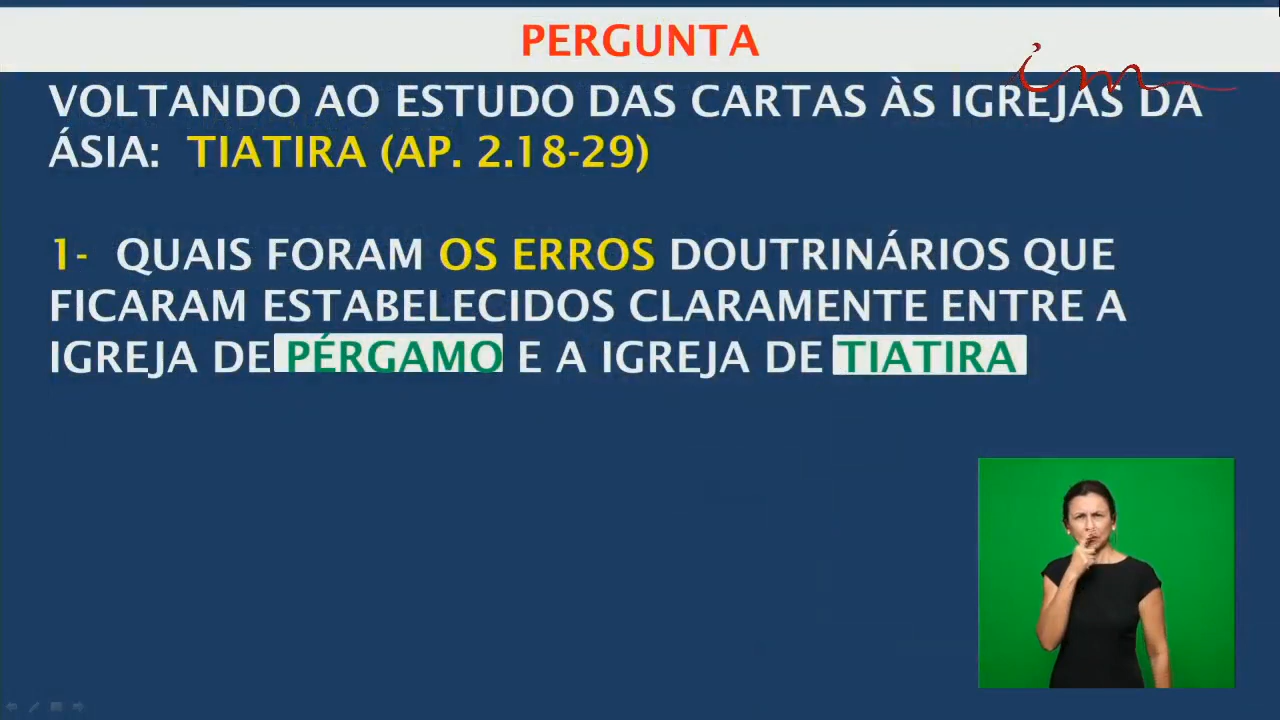 PERGUNTA
im
VOLTANDO AO ESTUDO DAS CARTAS ÀS IGREJAS DA
ÁSIA: TIATIRA (AP. 2.18-29)
1- QUAIS FORAM OS ERROS DOUTRINÁRIOS QUE
FICARAM ESTABELECIDOS CLARAMENTE ENTRE A
IGREJA DE PÉRGAMO E A IGREJA DE TIATIRA